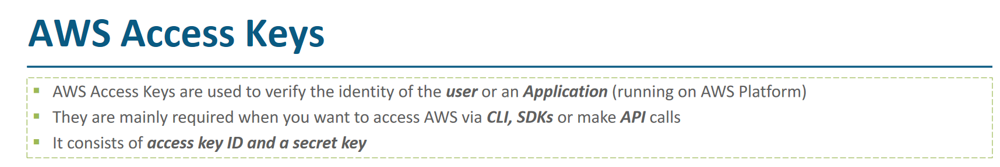 AWS Access Keys
▪ AWS Access Keys are used to verify the identity of the user or an Application (running on AWS Platform)
▪ They are mainly required when you want to access AWS via CLI, SDKs or make API calls
▪ It consists of access key ID and a secret key